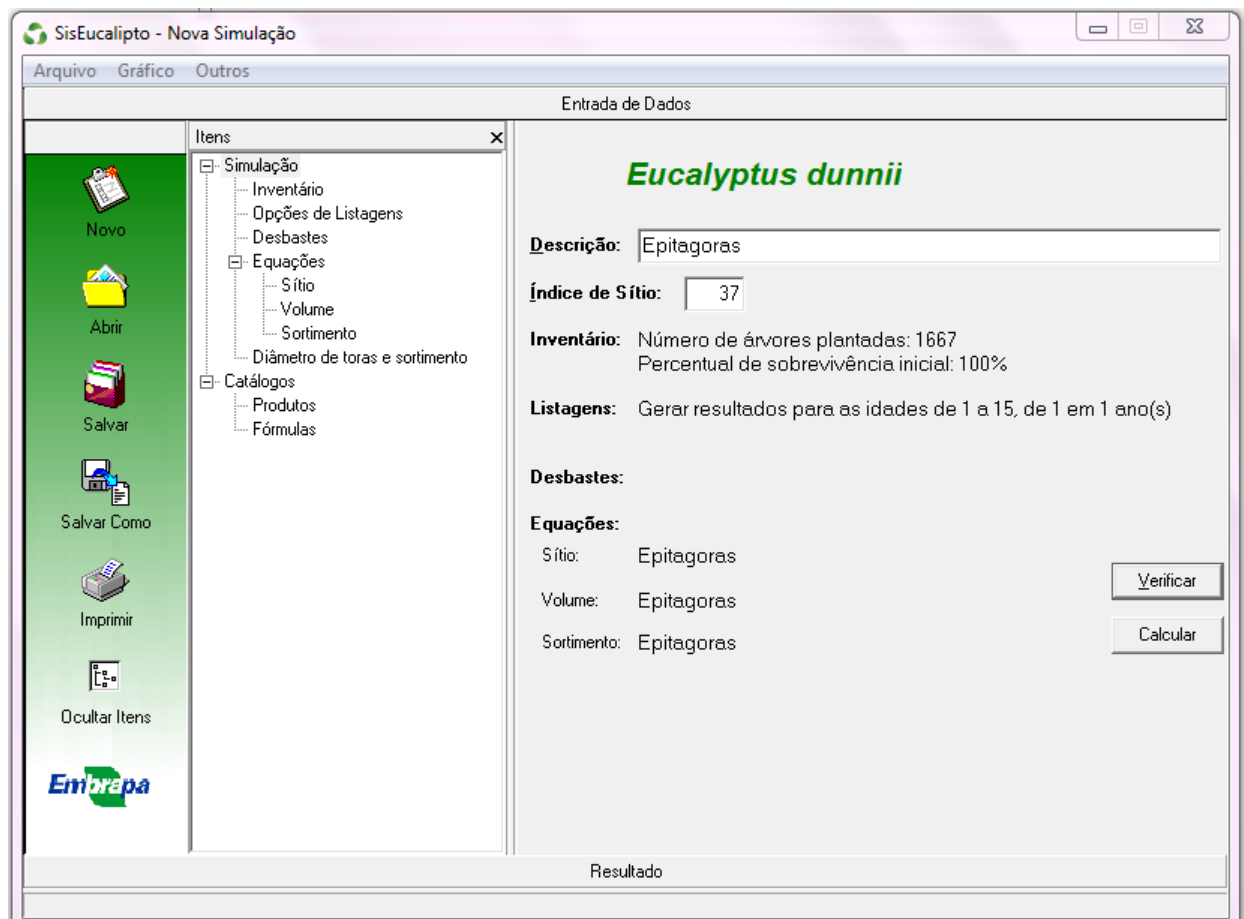 SisEucalipto - Nova Simulação
Arquivo Gráfico Outros
Entrada de Dados
Novo
Abrir
Salvar
Salvar Como
Imprimir
Ocultar Itens
Embrapa
Itens
Simulação
Inventário
Opções de Listagens
Desbastes
Equações
Sítio
Volume
Sortimento
Diâmetro de toras e sortimento
Catálogos
Produtos
Fórmulas
Eucalyptus dunnii
Descrição: Epitagoras
Índice de Sítio: 37
Inventário: Número de árvores plantadas: 1667
Percentual de sobrevivência inicial: 100%
Listagens: Gerar resultados para as idades de 1 a 15, de 1 em 1 ano(s)
Desbastes:
Equações:
Sítio: Epitagoras
Volume: Epitagoras
Sortimento: Epitagoras
Verificar
Calcular
Resultado